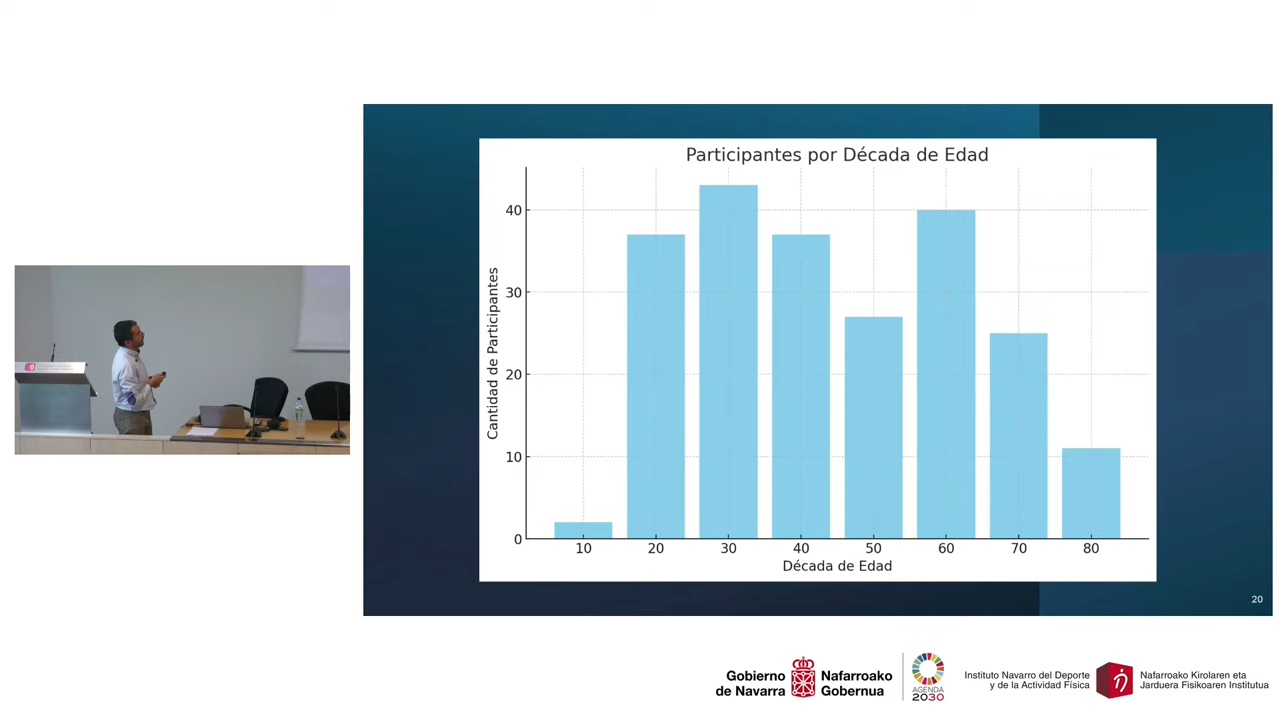 Participantes por Década de Edad
Cantidad de Participantes
40
30
20
10
0
10 20 30 40 50 60 70 80
Década de Edad
20
Gobierno
de Navarra
Nafarroako
Gobernua
AGENDA
2030
Instituto Navarro del Deporte
y de la Actividad Física
Nafarroako Kirolaren eta
Jarduera Fisikoaren Institutua